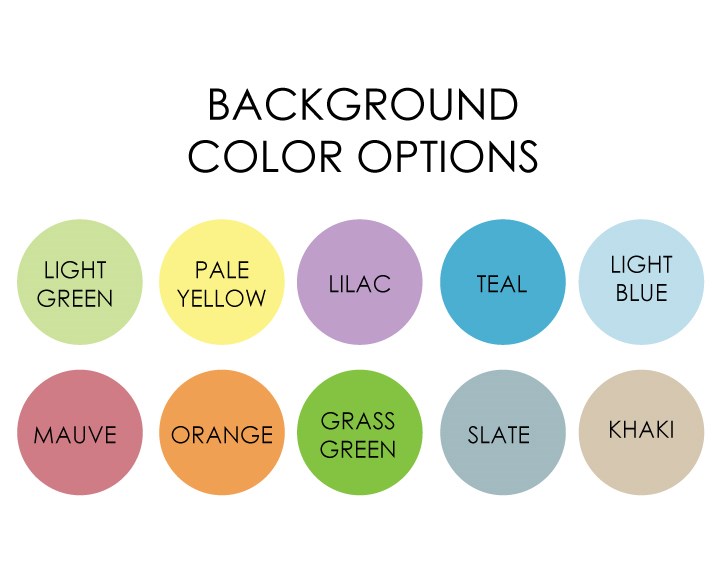 BACKGROUND
COLOR OPTIONS
LIGHT
GREEN
PALE
YELLOW
LILAC
TEAL
LIGHT
BLUE
MAUVE
ORANGE
GRASS
GREEN
SLATE
KHAKI